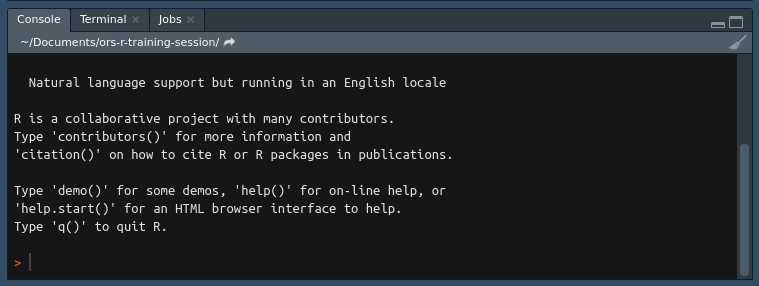 Console Terminal Jobs
~/Documents/ors-r-training-session/
Natural language support but running in an English locale
R is a collaborative project with many contributors.
Type 'contributors()' for more information and
'citation()' on how to cite R or R packages in publications.
Type 'demo()' for some demos, 'help()' for on-line help, or
'help.start()' for an HTML browser interface to help.
Type 'q()' to quit R.
>